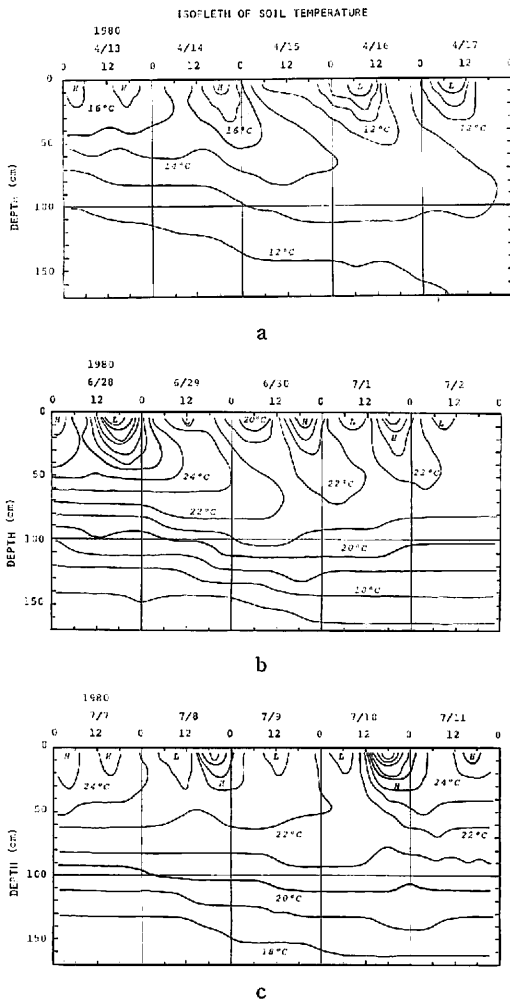 ISOPLETH OF SOIL TEMPERATURE
1980
4/13 4/14 4/15 4/16 4/17
0 12 0 12 0 12 0 12 0 12 0
H H H L L
16°C 16°C 12°C 12°C
14°C
12°C
0
50
100
150
DEPTH (cm)
a
1980
6/28 6/29 6/30 7/1 7/2
0 12 0 12 0 12 0 12 0 12 0
H L L 20°C H L H L
24°C 22°C 22°C
22°C
20°C
18°C
0
50
100
150
DEPTH (cm)
b
1980
7/7 7/8 7/9 7/10 7/11
0 12 0 12 0 12 0 12 0 12 0
H H L H L L H H
24°C 24°C
22°C 22°C
20°C
18°C
0
50
100
150
DEPTH (cm)
c